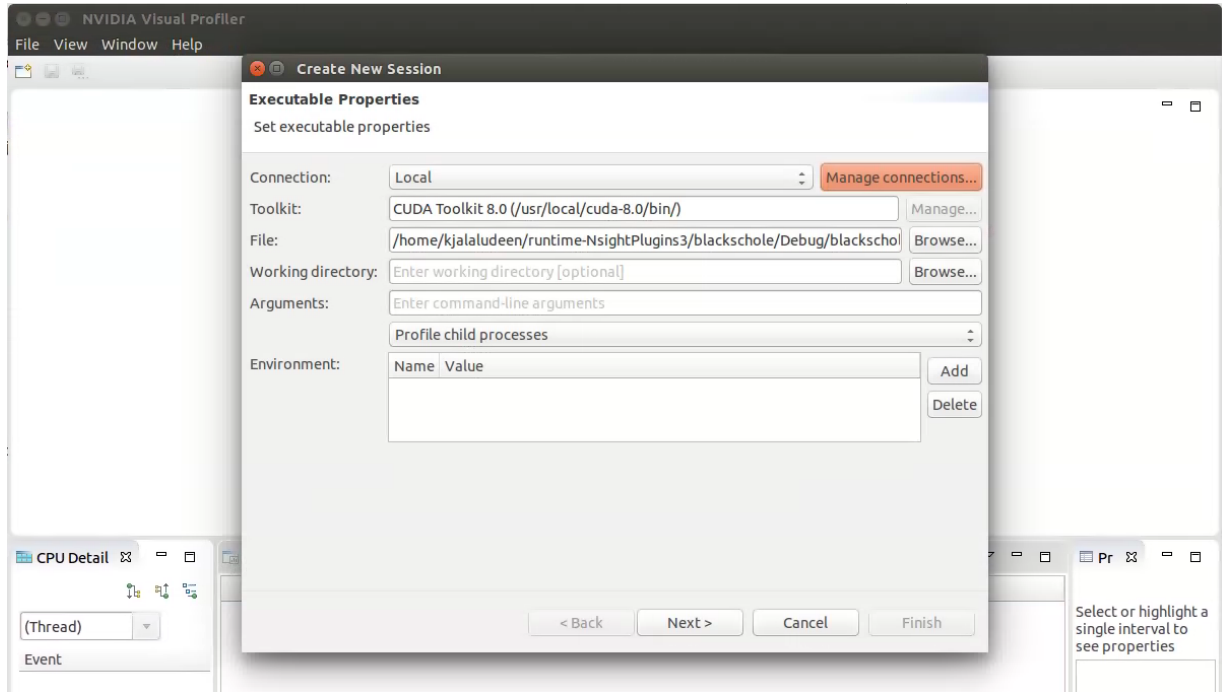 NVIDIA Visual Profiler
File View Window Help
Create New Session
Executable Properties
Set executable properties
Connection: Local Manage connections...
Toolkit: CUDA Toolkit 8.0 (/usr/local/cuda-8.0/bin/) Manage...
File: /home/kjalaludeen/runtime-NsightPlugins3/blackschole/Debug/blackschol Browse...
Working directory: Enter working directory [optional] Browse...
Arguments: Enter command-line arguments
Profile child processes
Environment: Name Value Add
Delete
CPU Detail
Pr
(Thread)
Event
< Back Next > Cancel Finish
Select or highlight a
single interval to
see properties